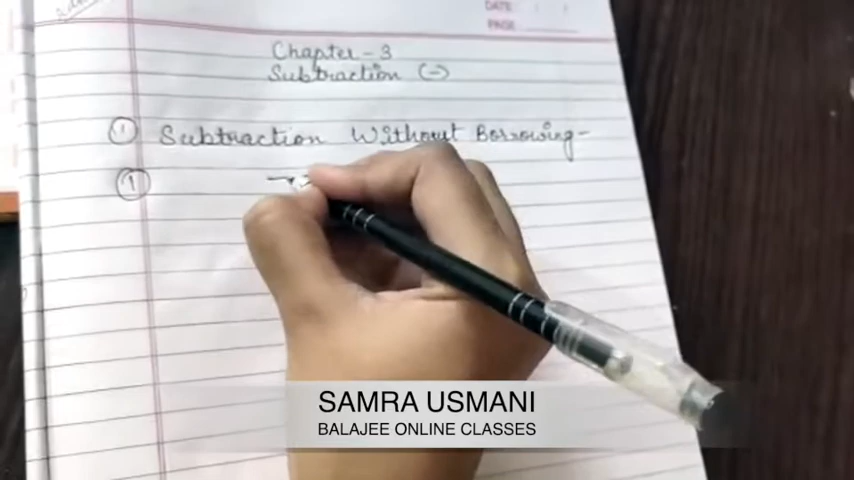 DATE:
PAGE:
Chapter - 3
Subtraction (-)
① Subtraction Without Borrowing-
①
SAMRA USMANI
BALAJEE ONLINE CLASSES